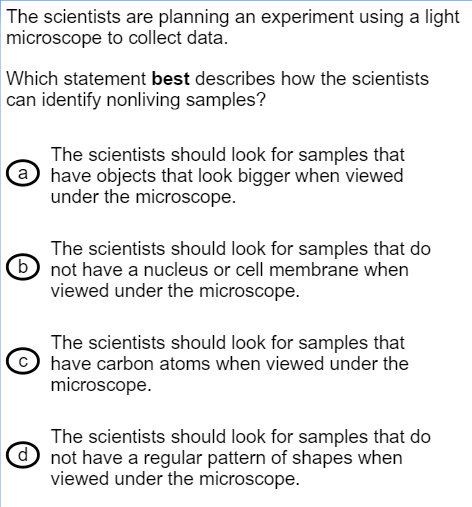 The scientists are planning an experiment using a light
microscope to collect data.
Which statement best describes how the scientists
can identify nonliving samples?
a
The scientists should look for samples that
have objects that look bigger when viewed
under the microscope.
b
The scientists should look for samples that do
not have a nucleus or cell membrane when
viewed under the microscope.
c
The scientists should look for samples that
have carbon atoms when viewed under the
microscope.
d
The scientists should look for samples that do
not have a regular pattern of shapes when
viewed under the microscope.